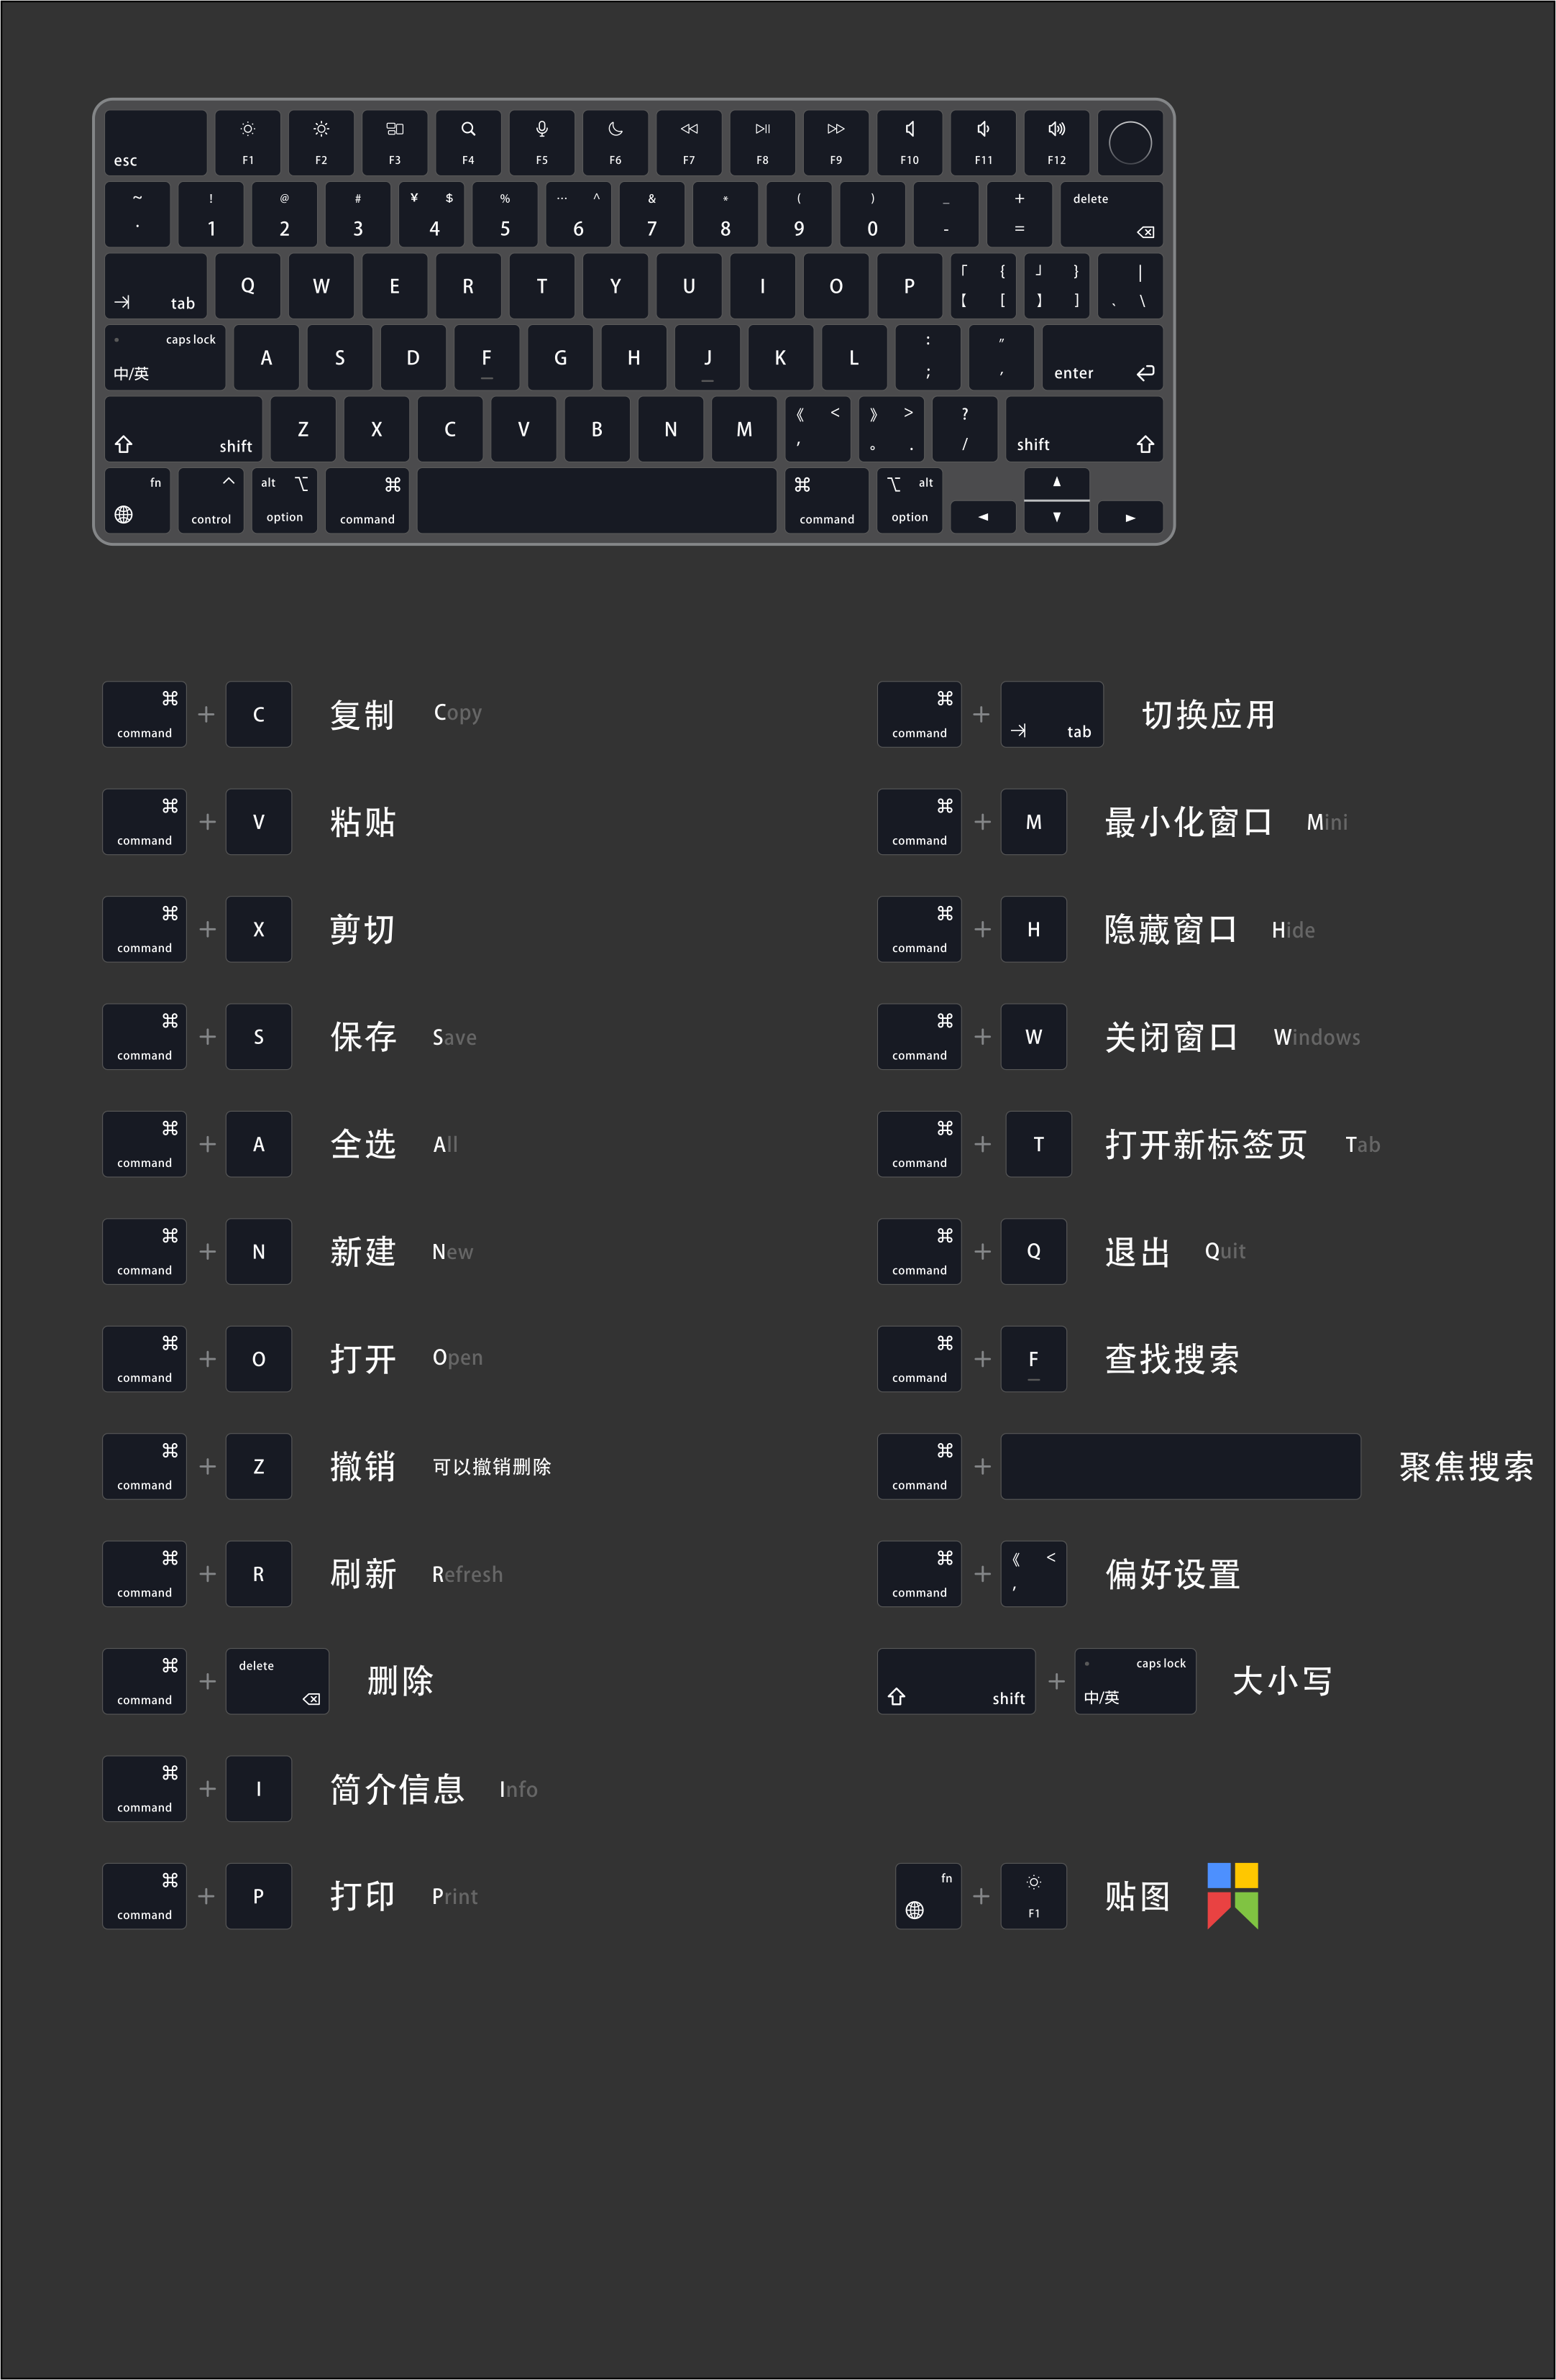 esc F1 F2 F3 F4 F5 F6 F7 F8 F9 F10 F11 F12
~ ! @ # ¥ $ % … ^ & * ( ) _ + delete
· 1 2 3 4 5 6 7 8 9 0 - =
tab Q W E R T Y U I O P 「 { 」 } |
【 [ 】 ] 、 \
caps lock A S D F G H J K L : "
中/英 ; ' enter
shift Z X C V B N M 《 < 》 > ? shift
, 。 . /
fn ^ alt ⌥ ⌘ ⌘ ⌥ alt
control option command command option
⌘ command + C 复制 Copy
⌘ command + tab 切换应用
⌘ command + V 粘贴
⌘ command + M 最小化窗口 Mini
⌘ command + X 剪切
⌘ command + H 隐藏窗口 Hide
⌘ command + S 保存 Save
⌘ command + W 关闭窗口 Windows
⌘ command + A 全选 All
⌘ command + T 打开新标签页 Tab
⌘ command + N 新建 New
⌘ command + Q 退出 Quit
⌘ command + O 打开 Open
⌘ command + F 查找搜索
⌘ command + Z 撤销 可以撤销删除
⌘ command + 聚焦搜索
⌘ command + R 刷新 Refresh
⌘ command + 《 < , 偏好设置
⌘ command + delete 删除
shift + caps lock 中/英 大小写
⌘ command + I 简介信息 Info
⌘ command + P 打印 Print
fn + F1 贴图